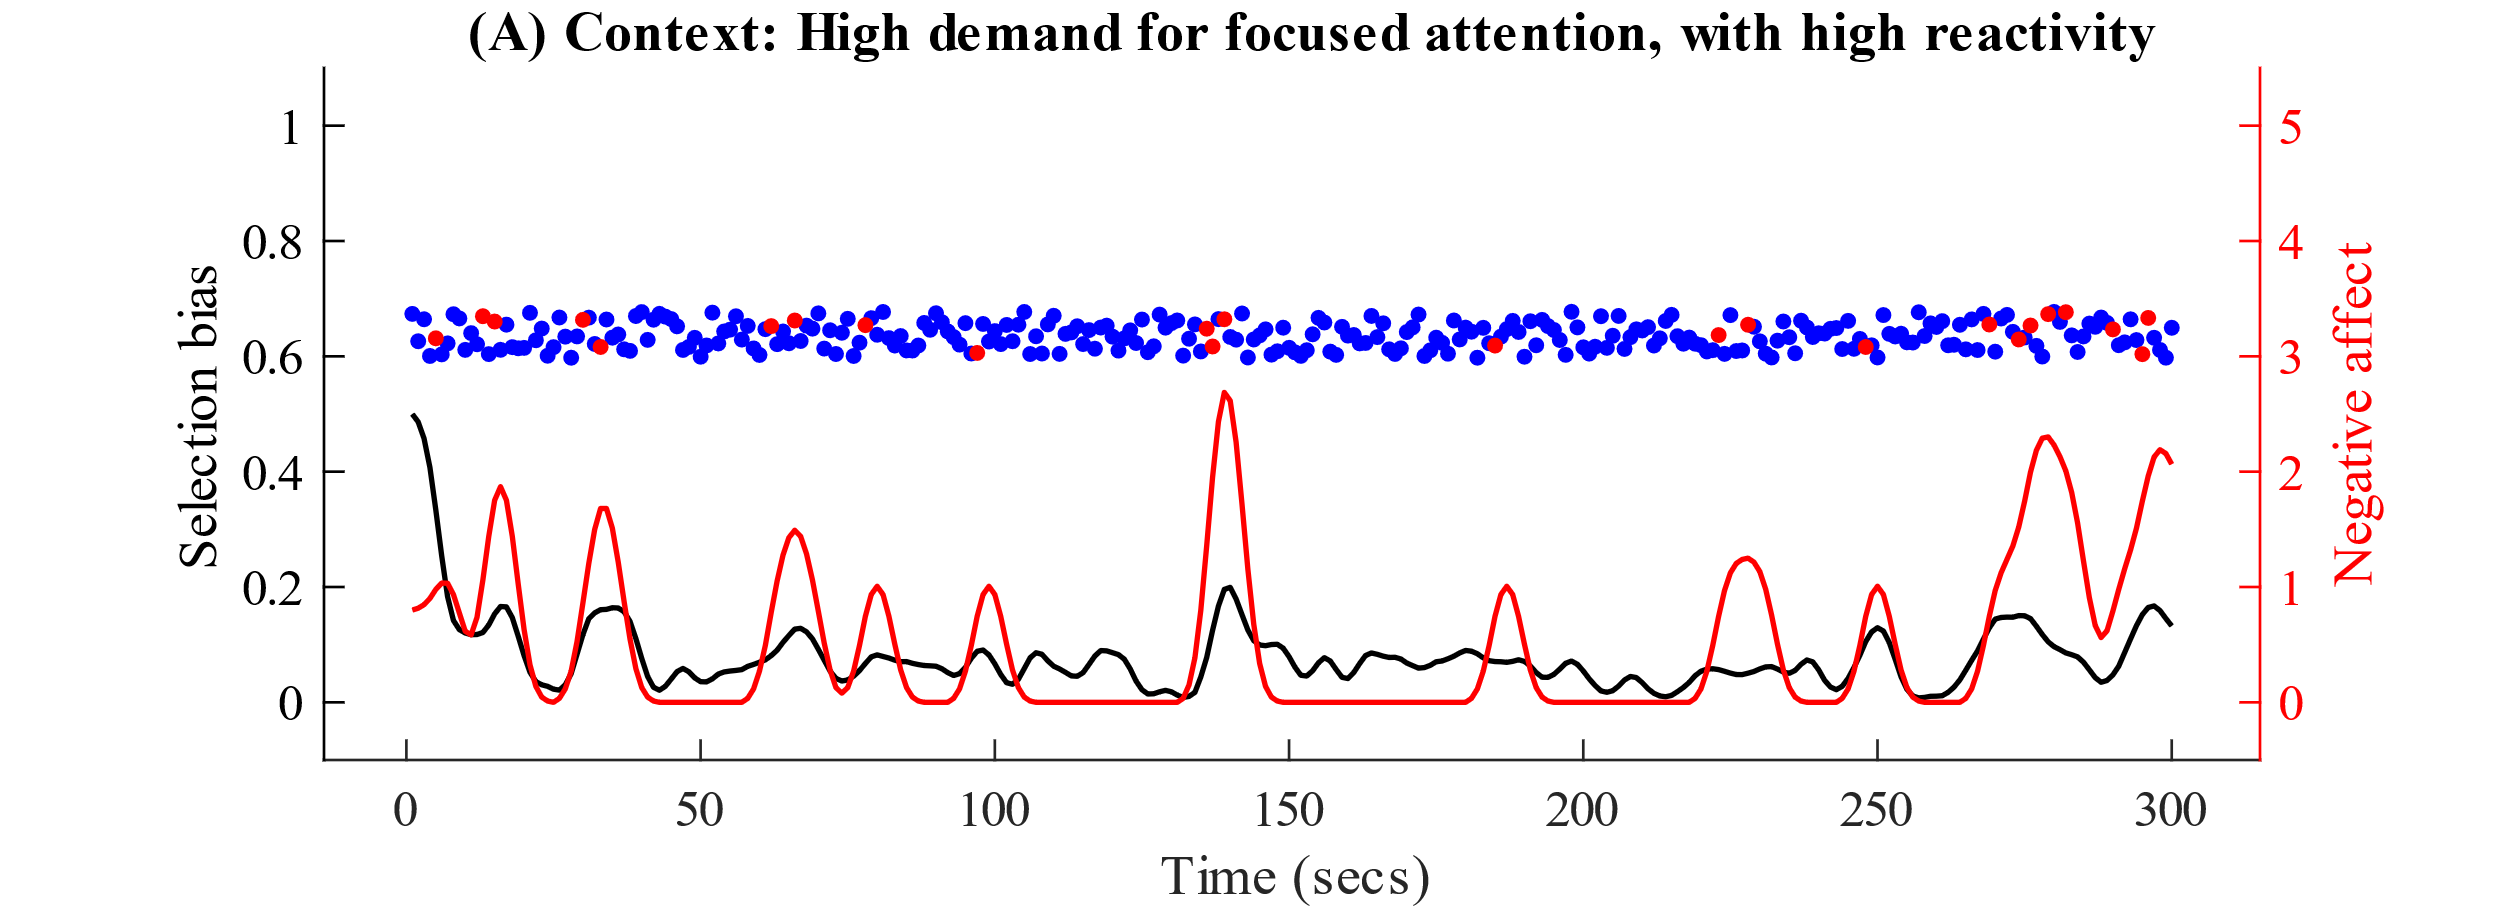 (A) Context: High demand for focused attention, with high reactivity
Selection bias
1
0.8
0.6
0.4
0.2
0
5
4
3
2
1
0
Negative affect
0 50 100 150 200 250 300
Time (secs)